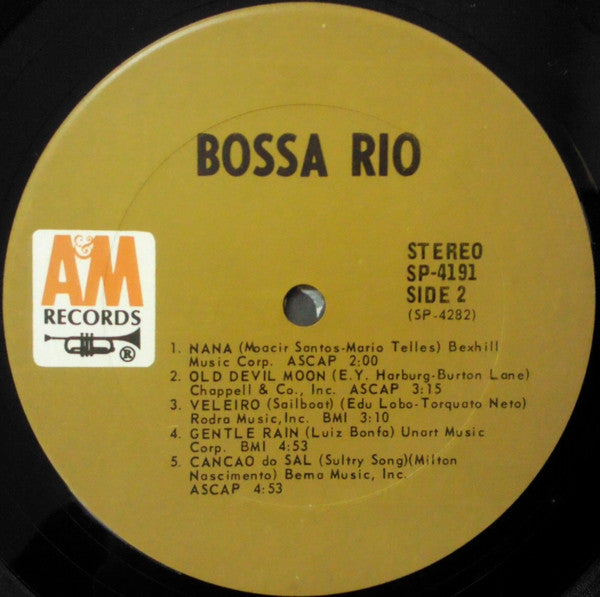 BOSSA RIO
A&M
RECORDS
®
STEREO
SP-4191
SIDE 2
(SP-4282)
1. NANA (Moacir Santos-Mario Telles) Bexhill
Music Corp. ASCAP 2:00
2. OLD DEVIL MOON (E.Y. Harburg-Burton Lane)
Chappell & Co., Inc. ASCAP 3:15
3. VELEIRO (Sailboat) (Edu Lobo-Torquato Neto)
Rodra Music,Inc. BMI 3:10
4. GENTLE RAIN (Luiz Bonfa) Unart Music
Corp. BMI 4:53
5. CANCAO do SAL (Sultry Song)(Milton
Nascimento) Bema Music, Inc.
ASCAP 4:53